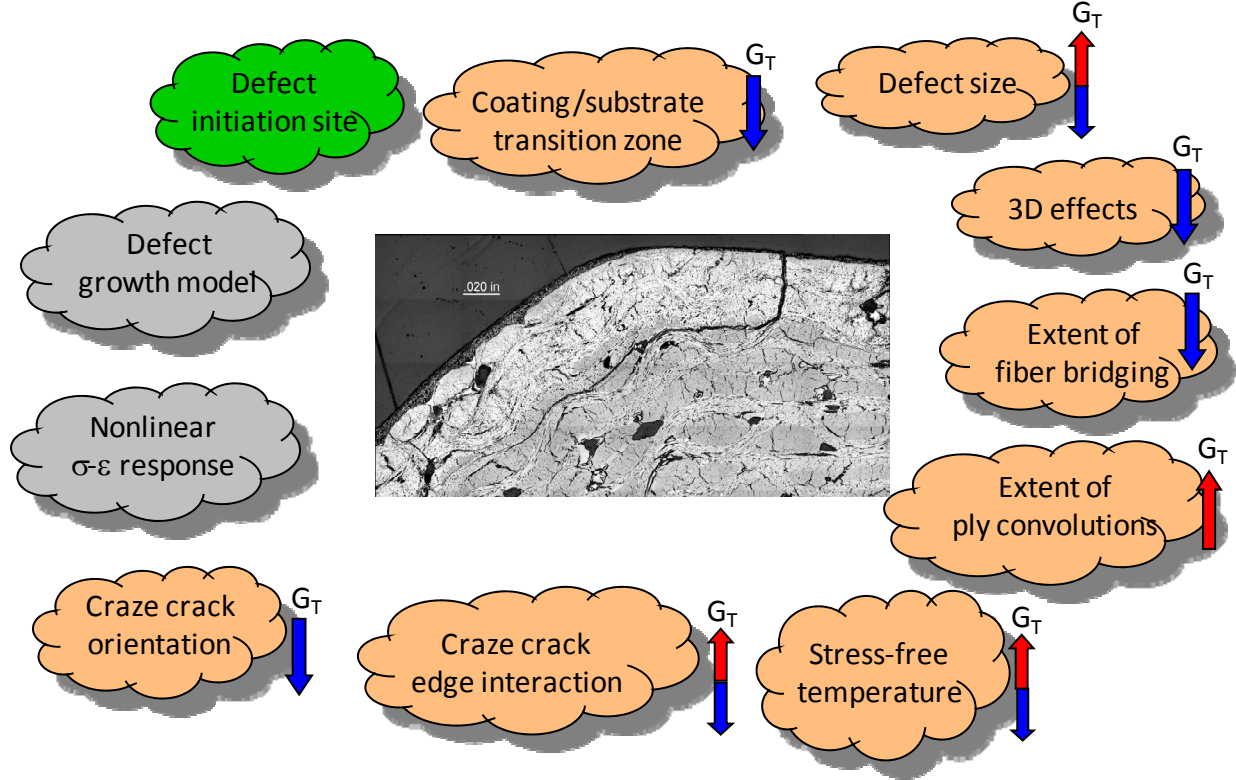 Defect
initiation site
G_T
Coating/substrate
transition zone
G_T
Defect size
G_T
3D effects
Defect
growth model
.020 in
G_T
Extent of
fiber bridging
Nonlinear
σ-ε response
G_T
Extent of
ply convolutions
Craze crack
orientation
G_T
Craze crack
edge interaction
G_T
Stress-free
temperature
G_T